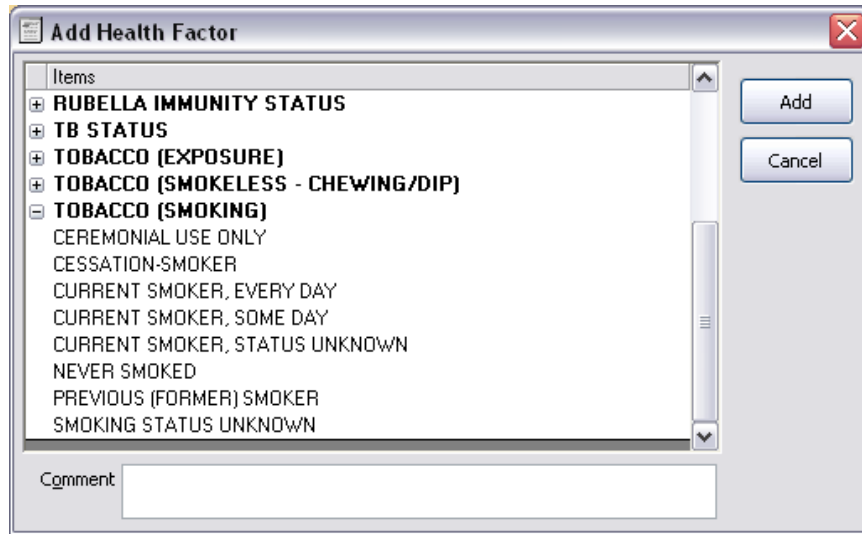 Add Health Factor
Items
RUBELLA IMMUNITY STATUS
TB STATUS
TOBACCO (EXPOSURE)
TOBACCO (SMOKELESS - CHEWING/DIP)
TOBACCO (SMOKING)
CEREMONIAL USE ONLY
CESSATION-SMOKER
CURRENT SMOKER, EVERY DAY
CURRENT SMOKER, SOME DAY
CURRENT SMOKER, STATUS UNKNOWN
NEVER SMOKED
PREVIOUS (FORMER) SMOKER
SMOKING STATUS UNKNOWN
Comment
Add
Cancel